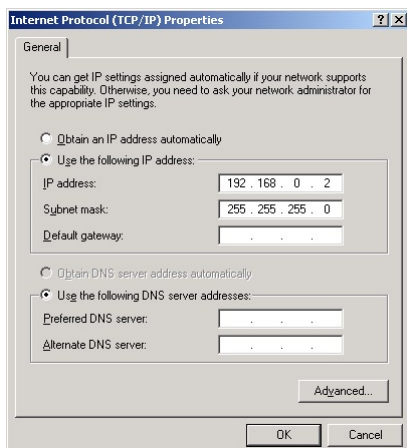 Internet Protocol (TCP/IP) Properties
General
You can get IP settings assigned automatically if your network supports
this capability. Otherwise, you need to ask your network administrator for
the appropriate IP settings.
Obtain an IP address automatically
Use the following IP address:
IP address: 192 . 168 . 0 . 2
Subnet mask: 255 . 255 . 255 . 0
Default gateway: . . .
Obtain DNS server address automatically
Use the following DNS server addresses:
Preferred DNS server: . . .
Alternate DNS server: . . .
Advanced...
OK Cancel